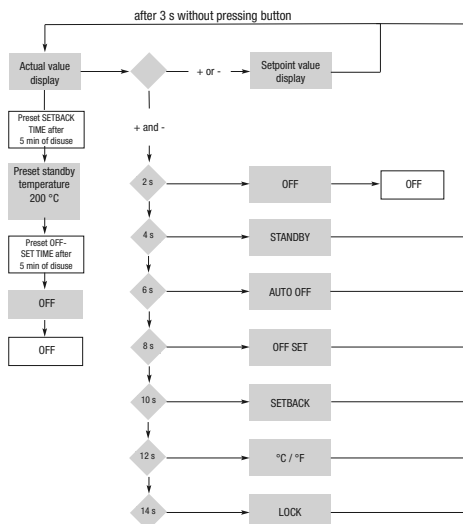 after 3 s without pressing button
Actual value
display
+ or -
Setpoint value
display
Preset SETBACK
TIME after
5 min of disuse
+ and -
Preset standby
temperature
200 °C
2 s
OFF
OFF
Preset OFF-
SET TIME after
5 min of disuse
4 s
STANDBY
OFF
6 s
AUTO OFF
OFF
8 s
OFF SET
10 s
SETBACK
12 s
°C / °F
14 s
LOCK